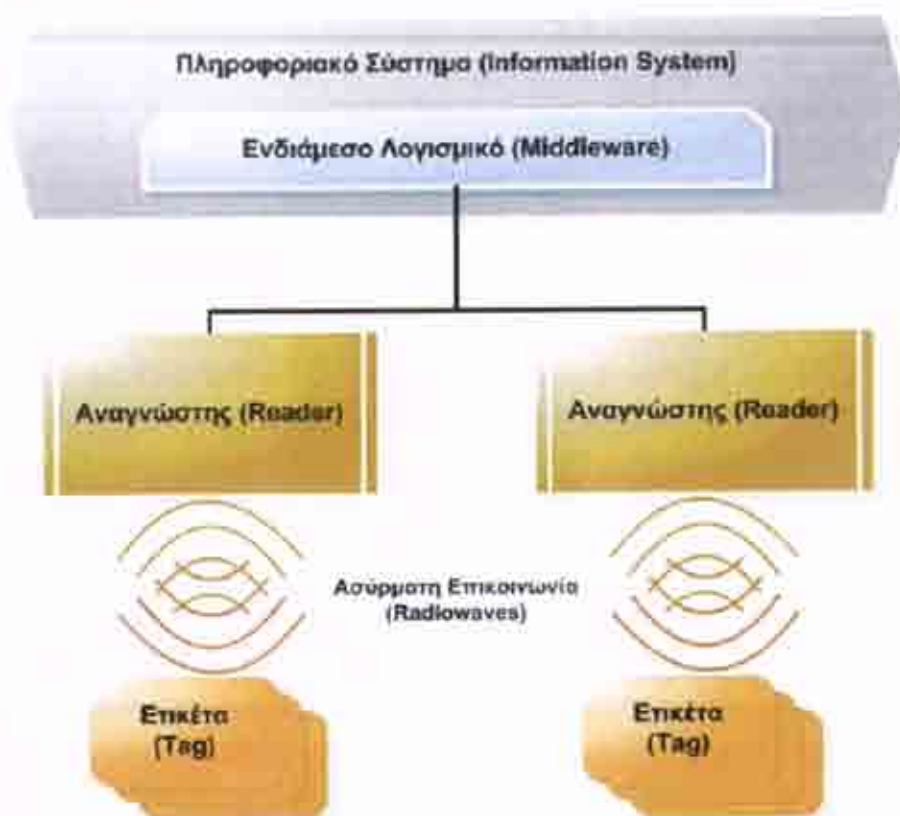 Πληροφοριακό Σύστημα (Information System)
Ενδιάμεσο Λογισμικό (Middleware)
Αναγνώστης (Reader)
Αναγνώστης (Reader)
Ασύρματη Επικοινωνία
(Radiowaves)
Ετικέτα
(Tag)
Ετικέτα
(Tag)